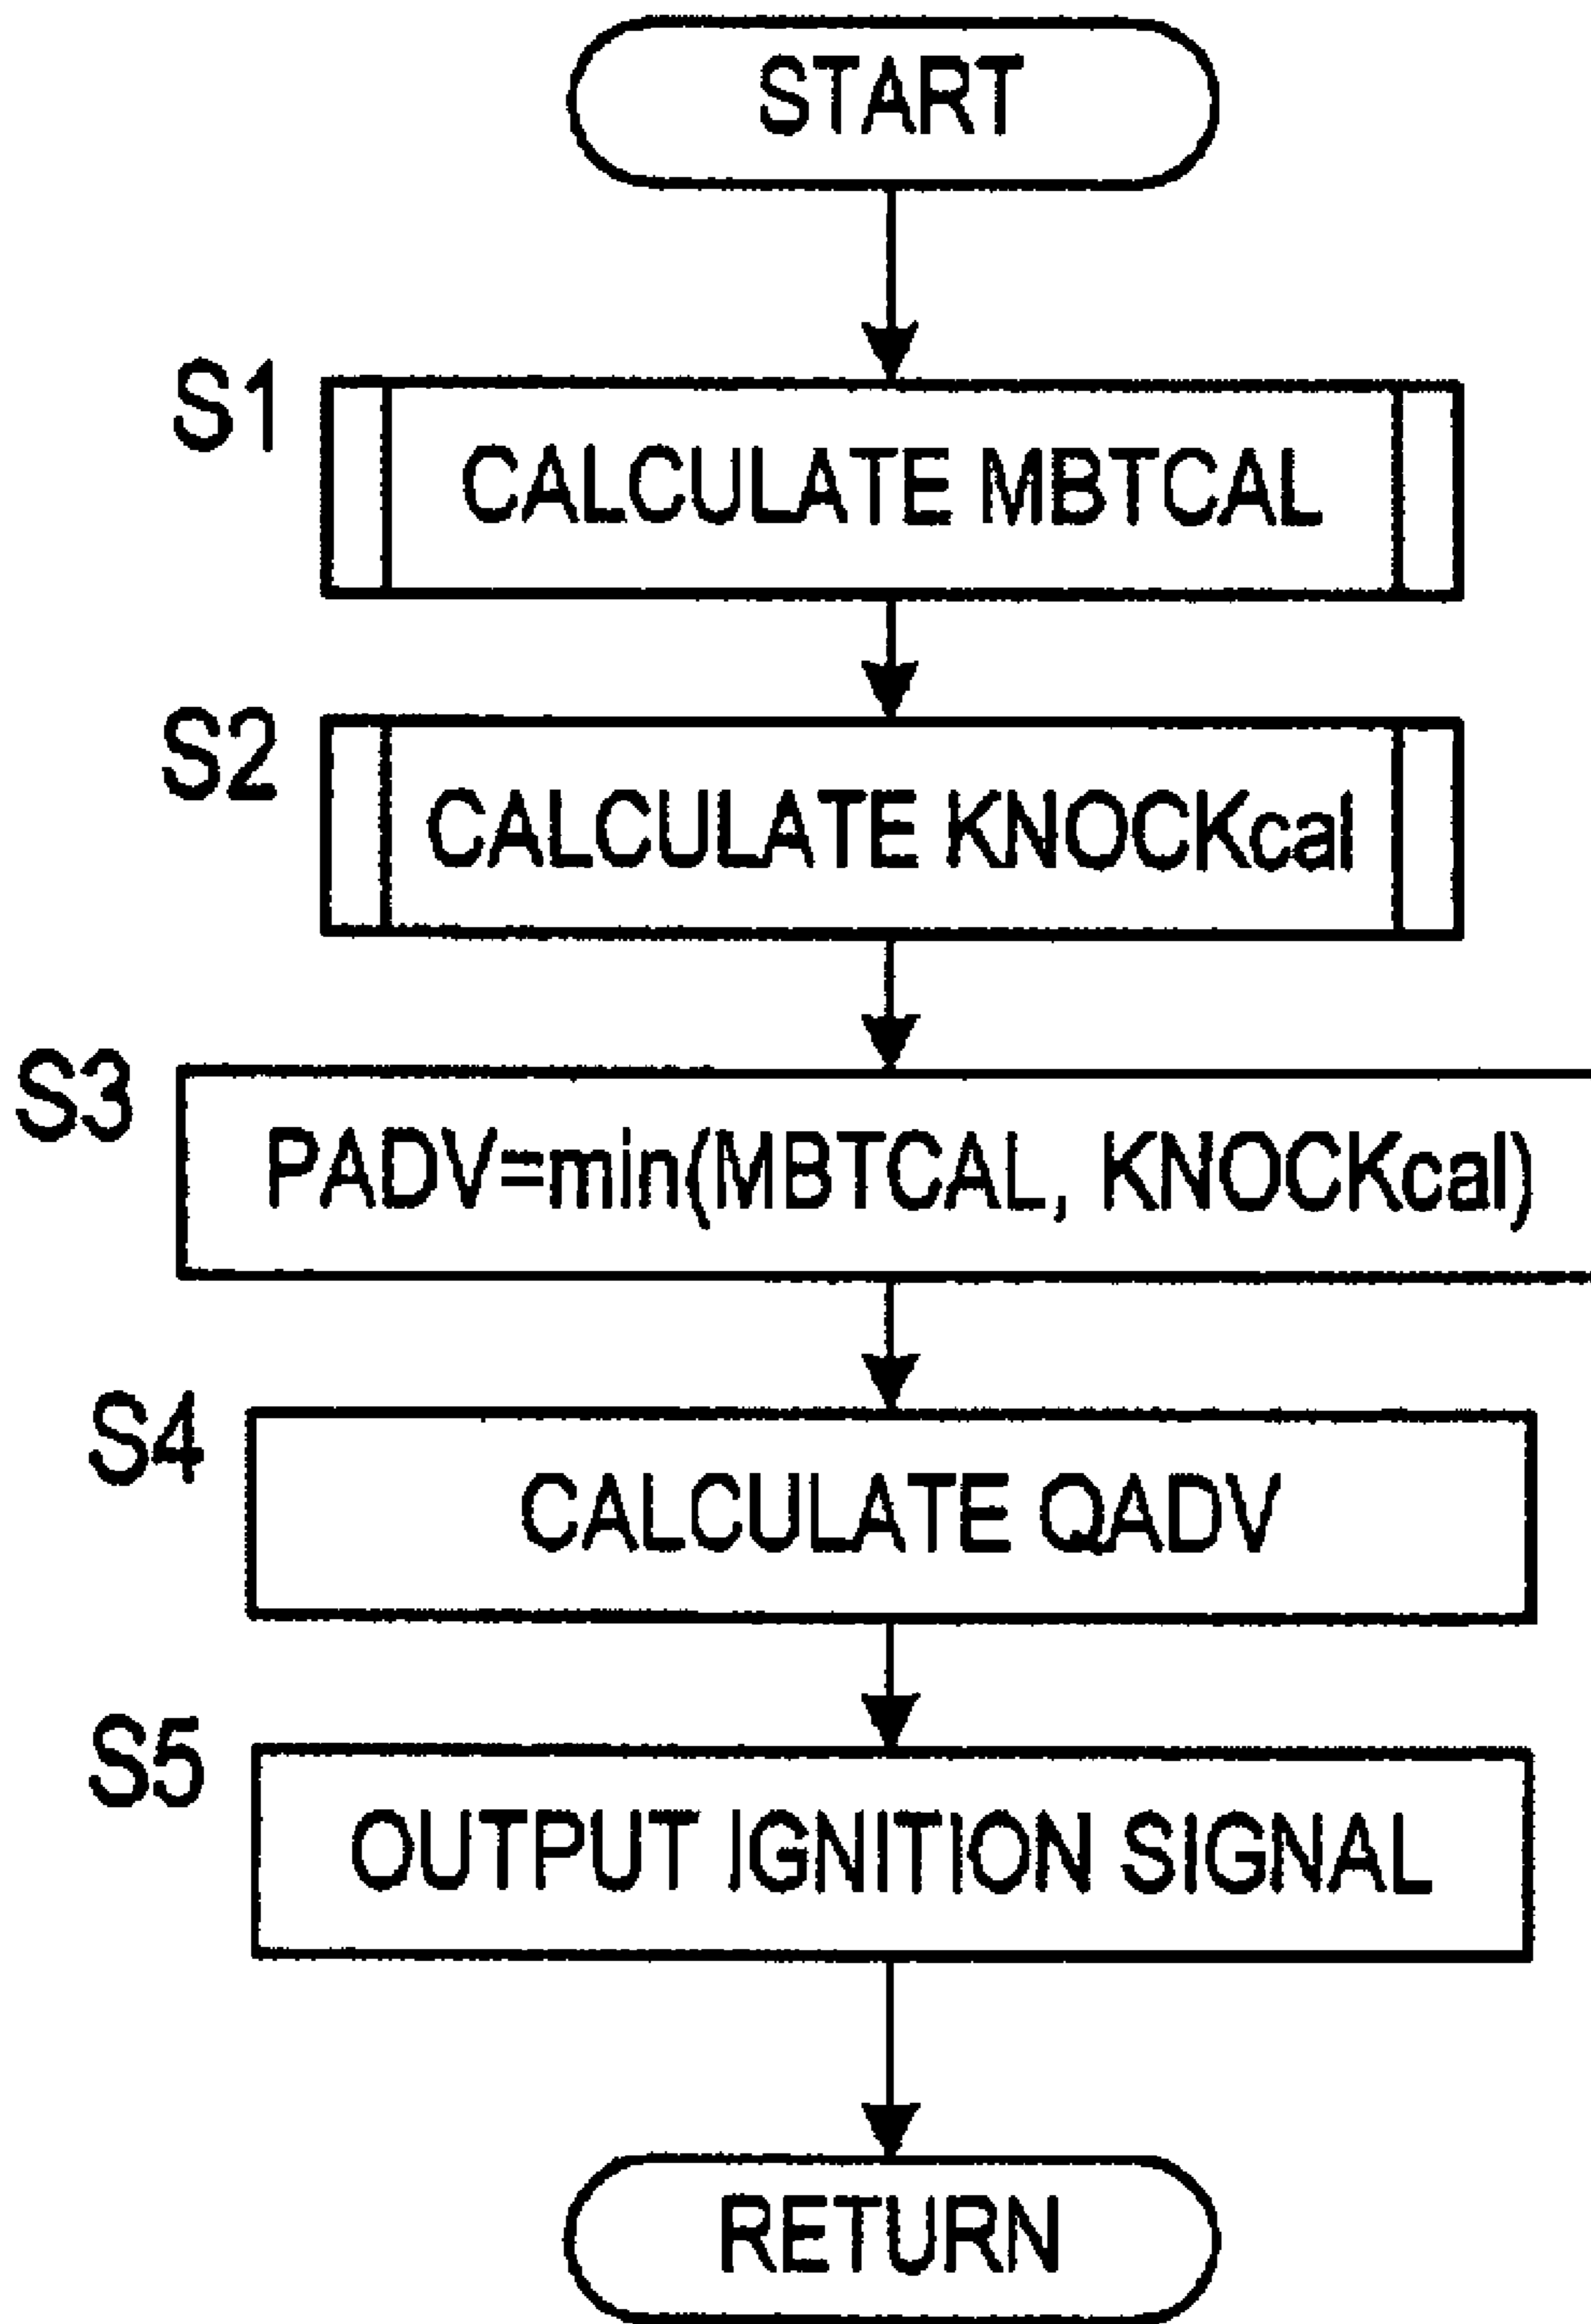 START
S1
CALCULATE MBTCAL
S2
CALCULATE KNOCKcal
S3
PADV=min(MBTCAL, KNOCKcal)
S4
CALCULATE QADV
S5
OUTPUT IGNITION SIGNAL
RETURN